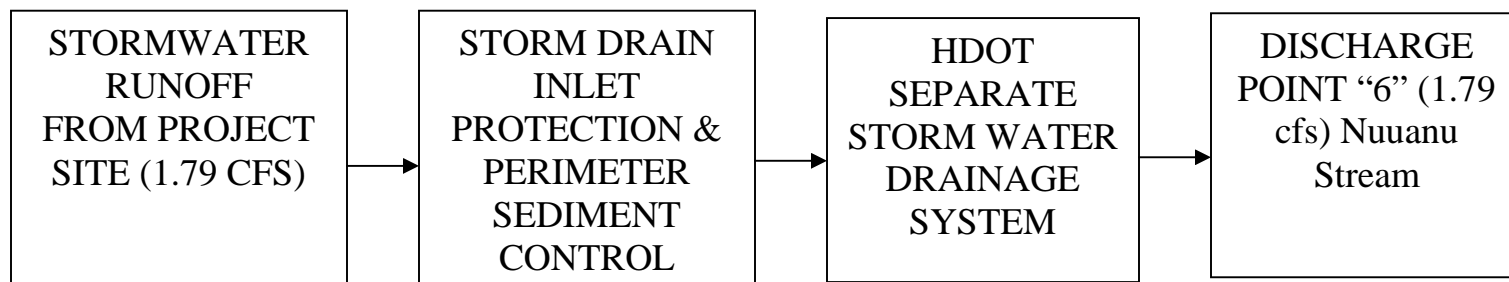 STORMWATER
RUNOFF
FROM PROJECT
SITE (1.79 CFS)
STORM DRAIN
INLET
PROTECTION &
PERIMETER
SEDIMENT
CONTROL
HDOT
SEPARATE
STORM WATER
DRAINAGE
SYSTEM
DISCHARGE
POINT “6” (1.79
cfs) Nuuanu
Stream